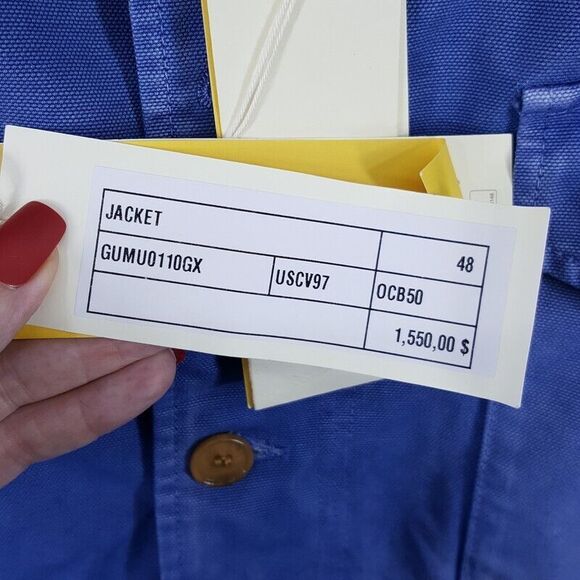 JACKET 48
GUMU0110GX USCV97 OCB50
1,550,00 $